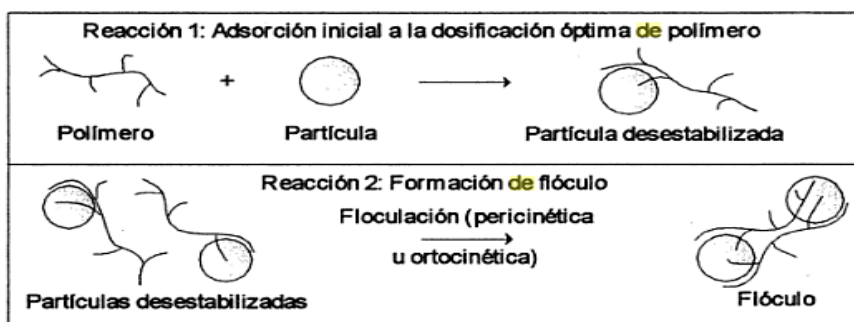 Reacción 1: Adsorción inicial a la dosificación óptima de polímero
+
Polímero
Partícula
Partícula desestabilizada
Reacción 2: Formación de flóculo
Floculación (pericinética
u ortocinética)
Partículas desestabilizadas
Flóculo